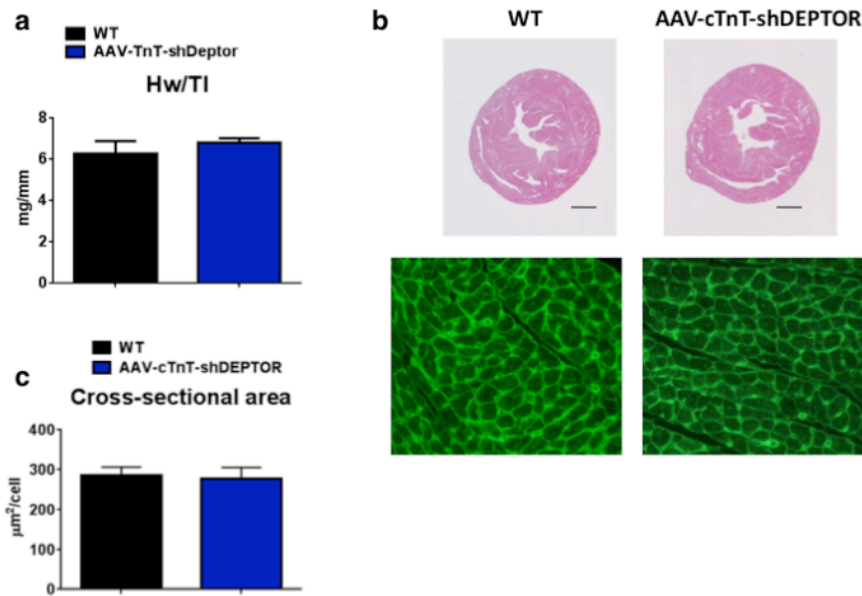 a
WT
AAV-TnT-shDeptor
Hw/Tl
8
6
4
2
0
mg/mm
b
WT
AAV-cTnT-shDEPTOR
c
WT
AAV-cTnT-shDEPTOR
Cross-sectional area
400
300
200
100
0
µm²/cell